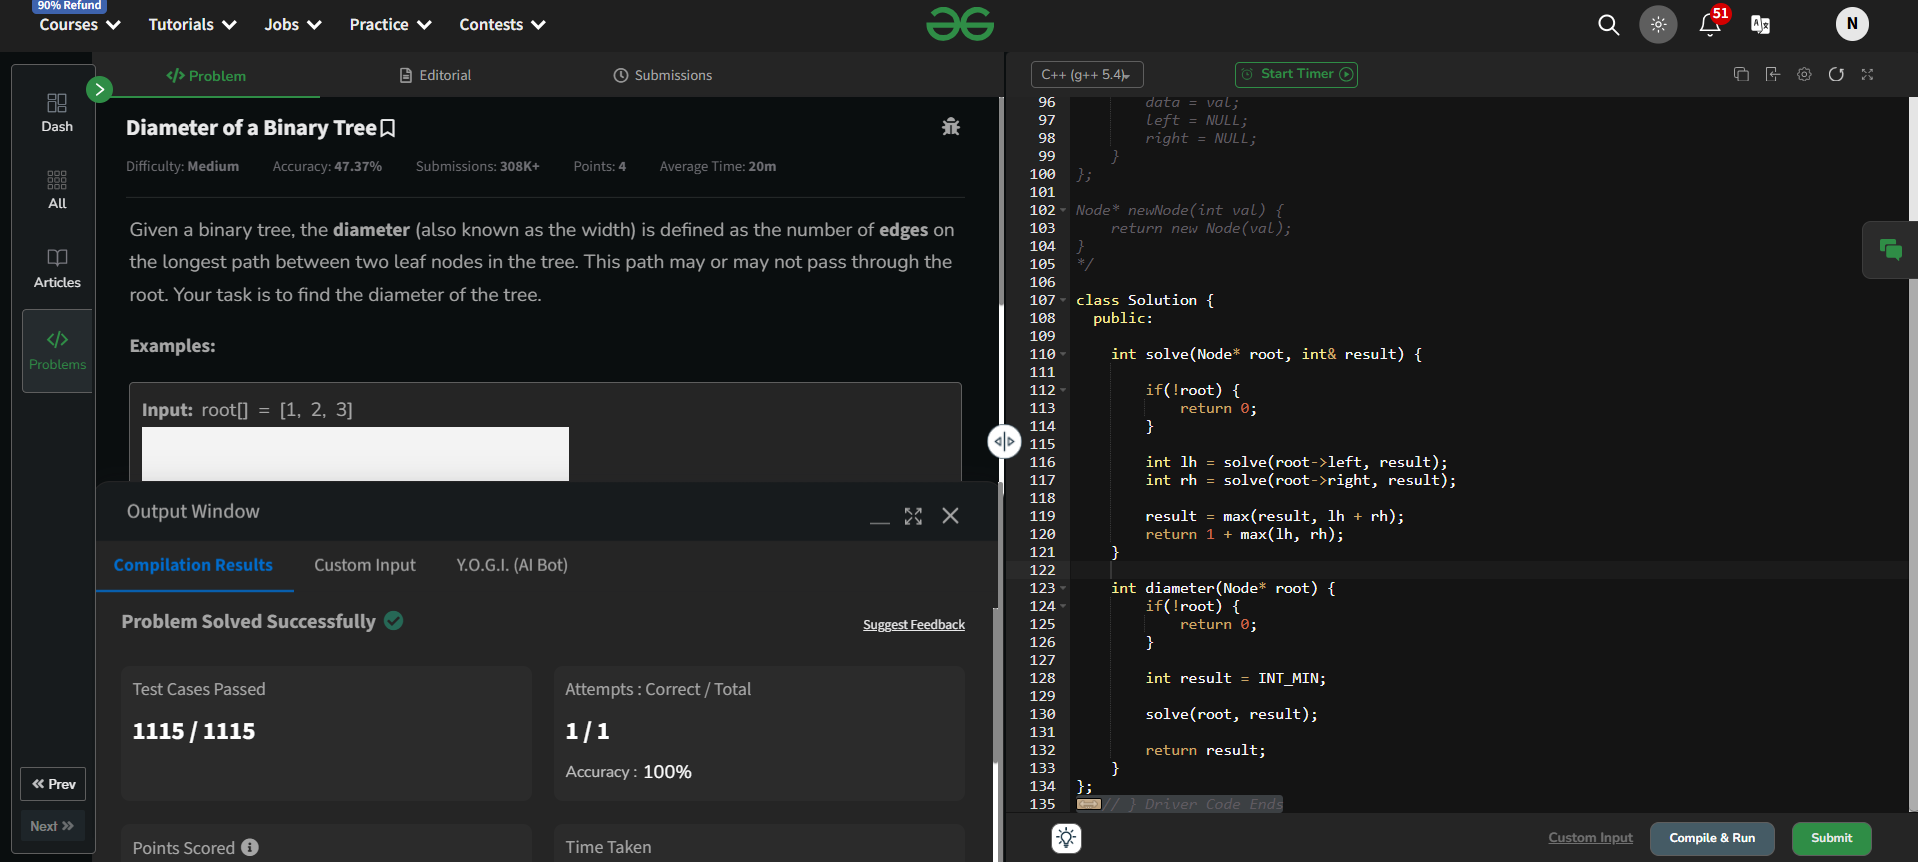 90% Refund
Courses
Tutorials
Jobs
Practice
Contests
51
N
Dash
All
Articles
</>
Problems
Prev
Next
</> Problem
Editorial
Submissions
Diameter of a Binary Tree
Difficulty: Medium Accuracy: 47.37% Submissions: 308K+ Points: 4 Average Time: 20m
Given a binary tree, the diameter (also known as the width) is defined as the number of edges on
the longest path between two leaf nodes in the tree. This path may or may not pass through the
root. Your task is to find the diameter of the tree.
Examples:
Input: root[] = [1, 2, 3]
Output Window
Compilation Results
Custom Input
Y.O.G.I. (AI Bot)
Problem Solved Successfully
Suggest Feedback
Test Cases Passed
1115 / 1115
Attempts : Correct / Total
1 / 1
Accuracy : 100%
Points Scored
Time Taken
C++ (g++ 5.4)
Start Timer
96 data = val;
97 left = NULL;
98 right = NULL;
99 }
100 };
101
102 Node* newNode(int val) {
103 return new Node(val);
104 }
105 */
106
107 class Solution {
108 public:
109
110 int solve(Node* root, int& result) {
111
112 if(!root) {
113 return 0;
114 }
115
116 int lh = solve(root->left, result);
117 int rh = solve(root->right, result);
118
119 result = max(result, lh + rh);
120 return 1 + max(lh, rh);
121 }
122
123 int diameter(Node* root) {
124 if(!root) {
125 return 0;
126 }
127
128 int result = INT_MIN;
129
130 solve(root, result);
131
132 return result;
133 }
134 };
135 // } Driver Code Ends
Custom Input
Compile & Run
Submit